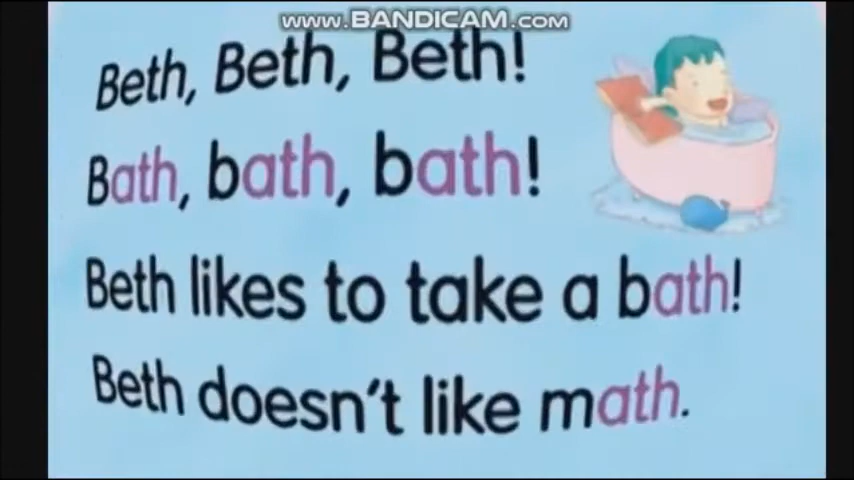 WWW.BANDICAM.COM
Beth, Beth, Beth!
Bath, bath, bath!
Beth likes to take a bath!
Beth doesn't like math.